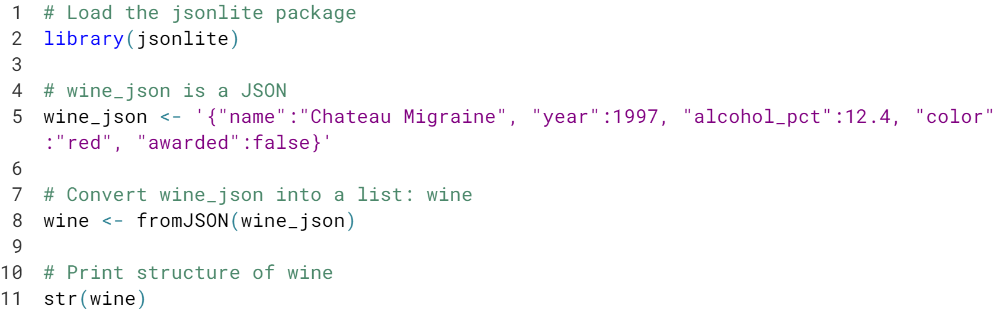 1 # Load the jsonlite package
2 library(jsonlite)
3
4 # wine_json is a JSON
5 wine_json <- '{"name":"Chateau Migraine", "year":1997, "alcohol_pct":12.4, "color"
:"red", "awarded":false}'
6
7 # Convert wine_json into a list: wine
8 wine <- fromJSON(wine_json)
9
10 # Print structure of wine
11 str(wine)